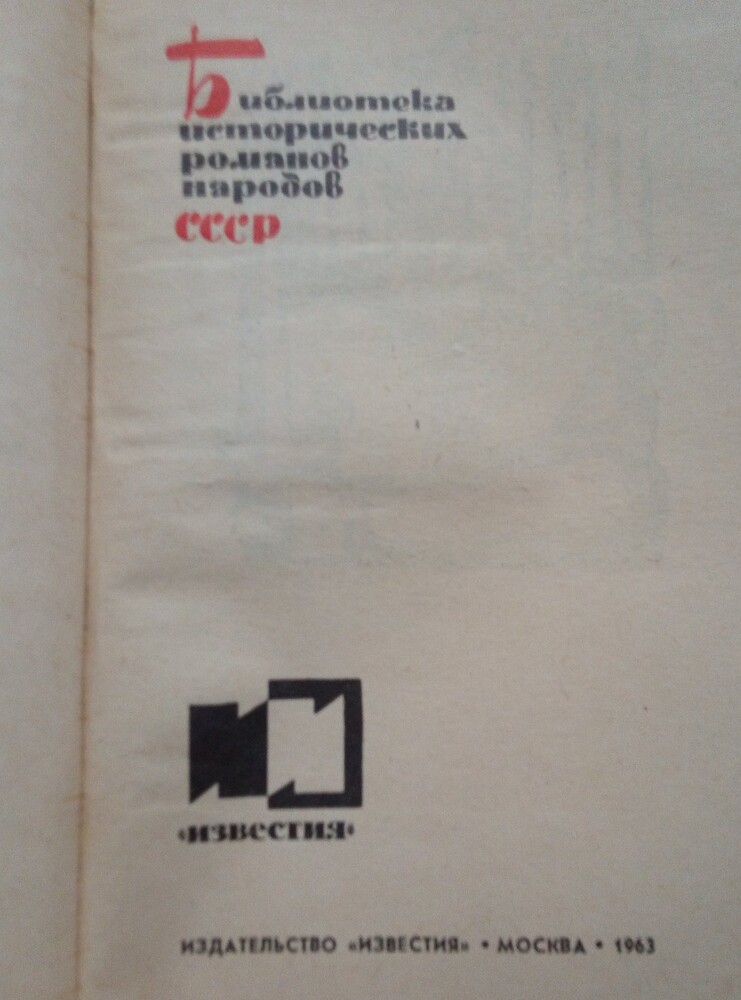 Библиотека
исторических
романов
народов
СССР
«ИЗВЕСТИЯ»
ИЗДАТЕЛЬСТВО «ИЗВЕСТИЯ» • МОСКВА • 1963